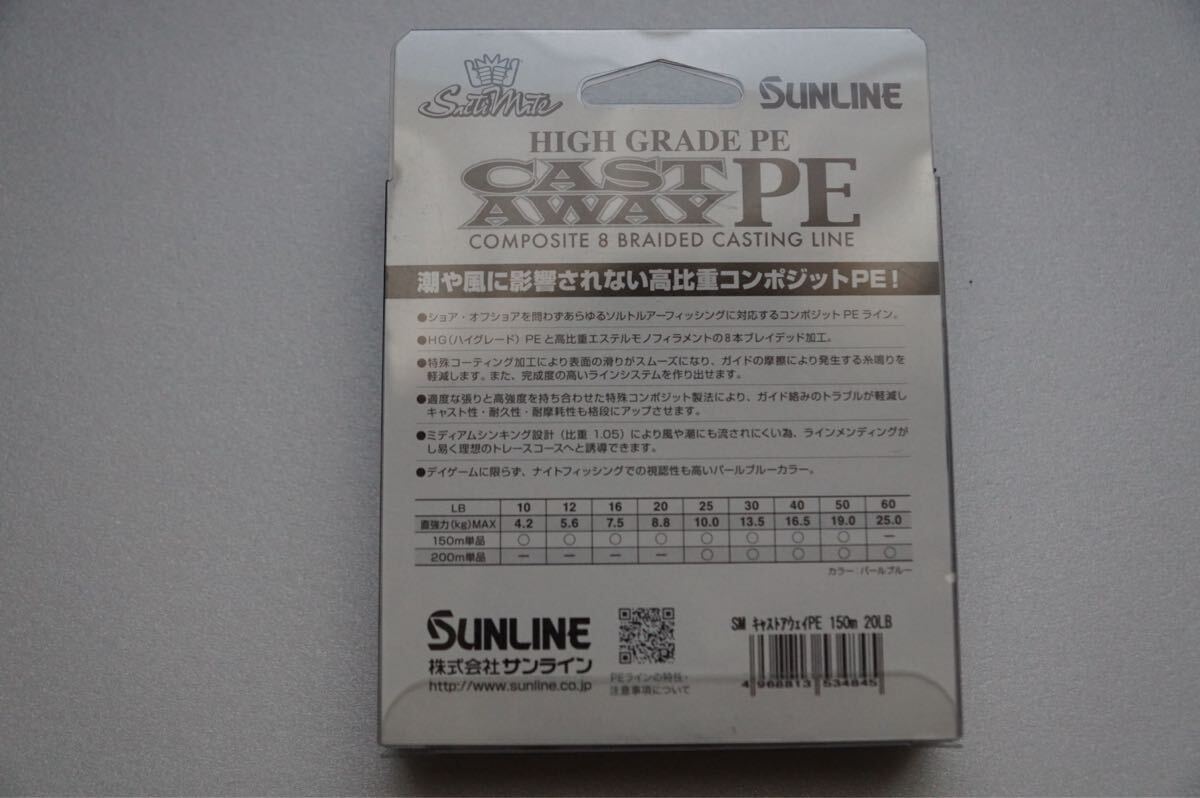 SaltiMate
SUNLINE
HIGH GRADE PE
CAST AWAY PE
COMPOSITE 8 BRAIDED CASTING LINE
潮や風に影響されない高比重コンポジットPE！
●ショア・オフショアを問わずあらゆるソルトルアーフィッシングに対応するコンポジットPEライン。
●HG（ハイグレード）PEと高比重エステルモノフィラメントの8本ブレイデッド加工。
●特殊コーティング加工により表面の滑りがスムーズになり、ガイドの摩擦により発生する糸鳴りを
軽減します。また、完成度の高いラインシステムを作り出せます。
●適度な張りと高強度を持ち合わせた特殊コンポジット製法により、ガイド絡みのトラブルが軽減し
キャスト性・耐久性・耐摩耗性も格段にアップさせます。
●ミディアムシンキング設計（比重 1.05）により風や潮にも流されにくい為、ラインメンディングが
し易く理想のトレースコースへと誘導できます。
●デイゲームに限らず、ナイトフィッシングでの視認性も高いパールブルーカラー。
LB 10 12 16 20 25 30 40 50 60
直強力(kg)MAX 4.2 5.6 7.5 8.8 10.0 13.5 16.5 19.0 25.0
150m単品 ○ ○ ○ ○ ○ ○ ○ ○ ー
200m単品 ー ー ー ー ○ ○ ○ ○ ○
カラー：パールブルー
SUNLINE
株式会社サンライン
http://www.sunline.co.jp
PEラインの特長・
注意事項について
SM キャストアウェイPE 150m 20LB
4 968813 534845